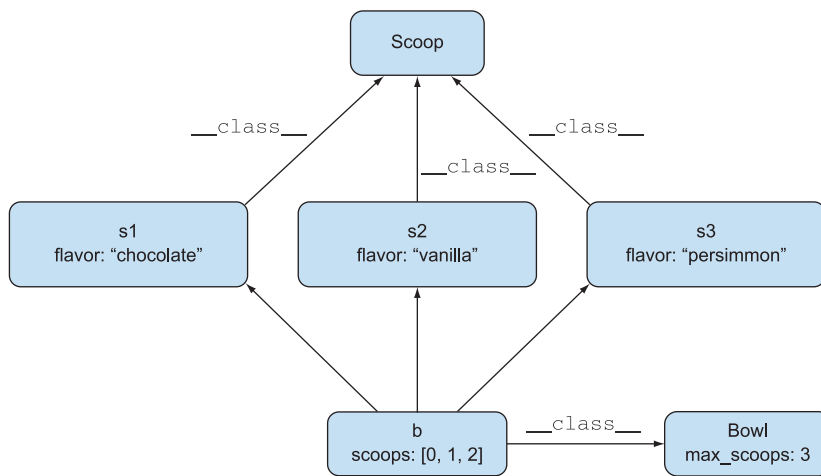 Scoop
__class__
__class__
__class__
s1
flavor: “chocolate”
s2
flavor: “vanilla”
s3
flavor: “persimmon”
b
scoops: [0, 1, 2]
__class__
Bowl
max_scoops: 3